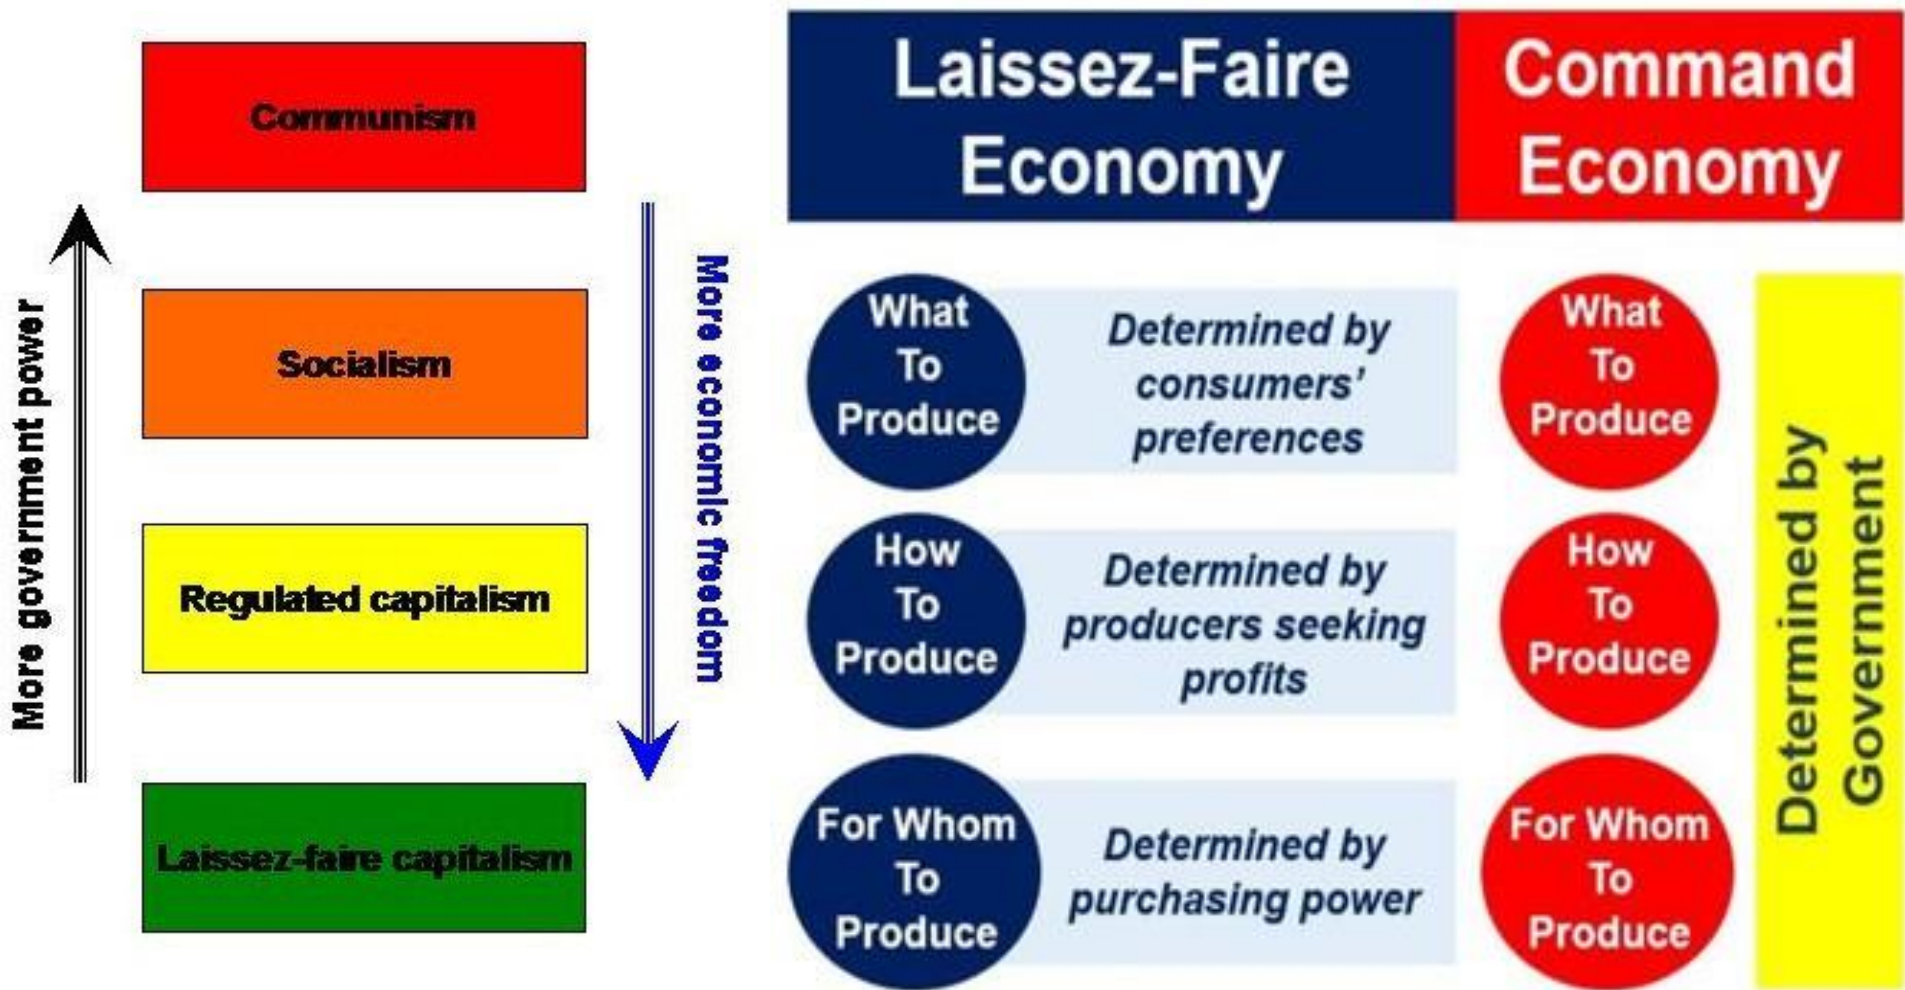 Communism
Socialism
Regulated capitalism
Laissez-faire capitalism
More government power
More economic freedom
Laissez-Faire
Economy
Command
Economy
What
To
Produce
Determined by
consumers’
preferences
What
To
Produce
How
To
Produce
Determined by
producers seeking
profits
How
To
Produce
For Whom
To
Produce
Determined by
purchasing power
For Whom
To
Produce
Determined by
Government